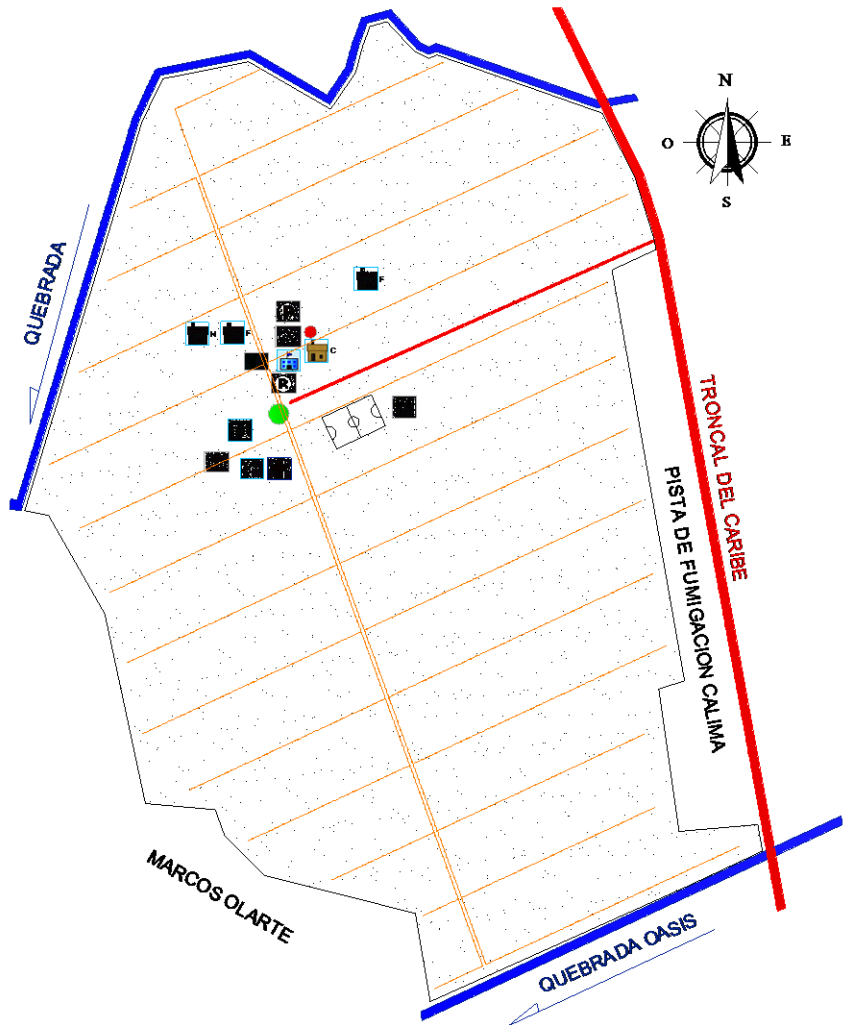 N
O
E
S
QUEBRADA
F
H
F
C
R
TRONCAL DEL CARIBE
PISTA DE FUMIGACION CALIMA
MARCOS OLARTE
QUEBRADA OASIS